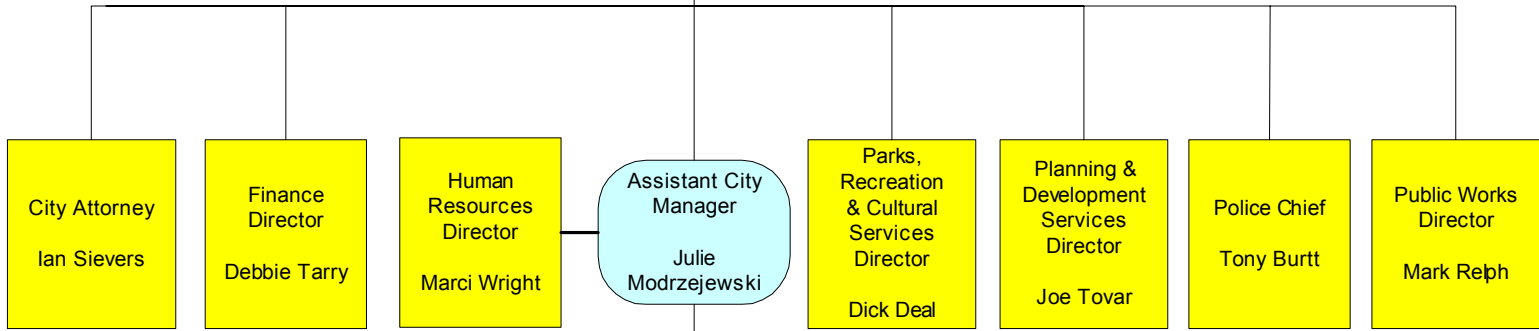 City Attorney
Ian Sievers
Finance
Director
Debbie Tarry
Human
Resources
Director
Marci Wright
Assistant City
Manager
Julie
Modrzejewski
Parks,
Recreation
& Cultural
Services
Director
Dick Deal
Planning &
Development
Services
Director
Joe Tovar
Police Chief
Tony Burtt
Public Works
Director
Mark Relph